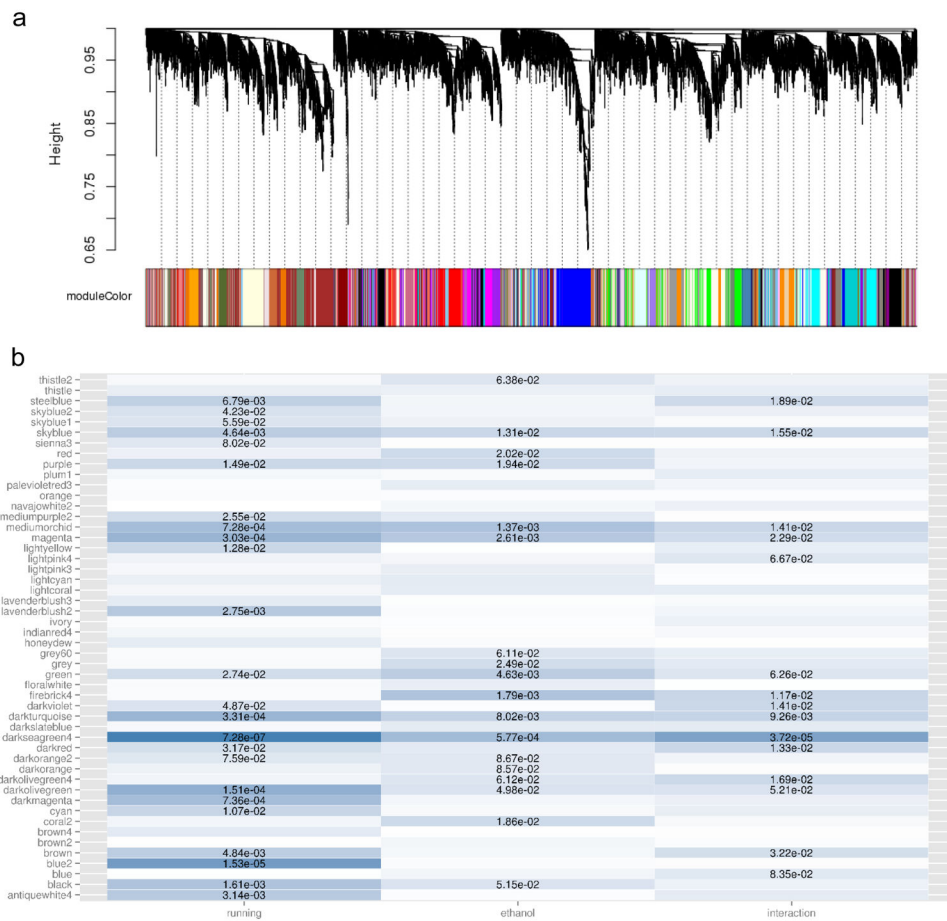 a
Height
0.95
0.85
0.75
0.65
moduleColor
b
thistle2 6.38e-02
thistle
steelblue 6.79e-03 1.89e-02
skyblue2 4.23e-02
skyblue1 5.59e-02
skyblue 4.64e-03 1.31e-02 1.55e-02
sienna3 8.02e-02
red 2.02e-02
purple 1.49e-02 1.94e-02
plum1
palevioletred3
orange
navajowhite2
mediumpurple2 2.55e-02
mediumorchid 7.28e-04 1.37e-03 1.41e-02
magenta 3.03e-04 2.61e-03 2.29e-02
lightyellow 1.28e-02
lightpink4 6.67e-02
lightpink3
lightcyan
lightcoral
lavenderblush3
lavenderblush2 2.75e-03
ivory
indianred4
honeydew
grey60 6.11e-02
grey 2.49e-02
green 2.74e-02 4.63e-03 6.26e-02
floralwhite
firebrick4 1.79e-03 1.17e-02
darkviolet 4.87e-02 1.41e-02
darkturquoise 3.31e-04 8.02e-03 9.26e-03
darkslateblue
darkseagreen4 7.28e-07 5.77e-04 3.72e-05
darkred 3.17e-02 1.33e-02
darkorange2 7.59e-02 8.67e-02
darkorange 8.57e-02
darkolivegreen4 6.12e-02 1.69e-02
darkolivegreen 1.51e-04 4.98e-02 5.21e-02
darkmagenta 7.36e-04
cyan 1.07e-02
coral2 1.86e-02
brown4
brown2
brown 4.84e-03 3.22e-02
blue2 1.53e-05
blue 8.35e-02
black 1.61e-03 5.15e-02
antiquewhite4 3.14e-03
running ethanol interaction